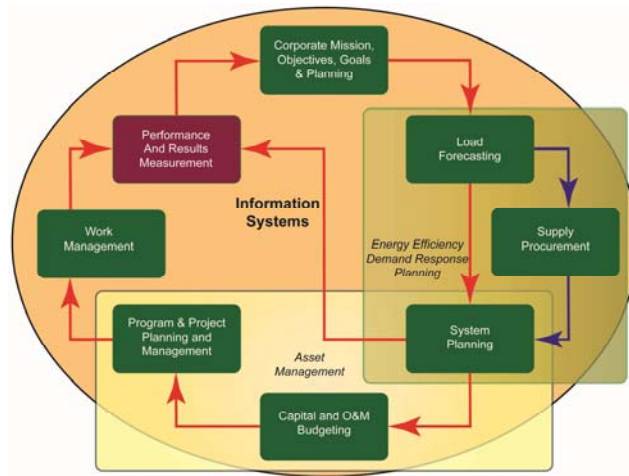 Corporate Mission,
Objectives, Goals
& Planning
Performance
And Results
Measurement
Load
Forecasting
Information
Systems
Work
Management
Supply
Procurement
Energy Efficiency
Demand Response
Planning
Program & Project
Planning and
Management
System
Planning
Asset
Management
Capital and O&M
Budgeting